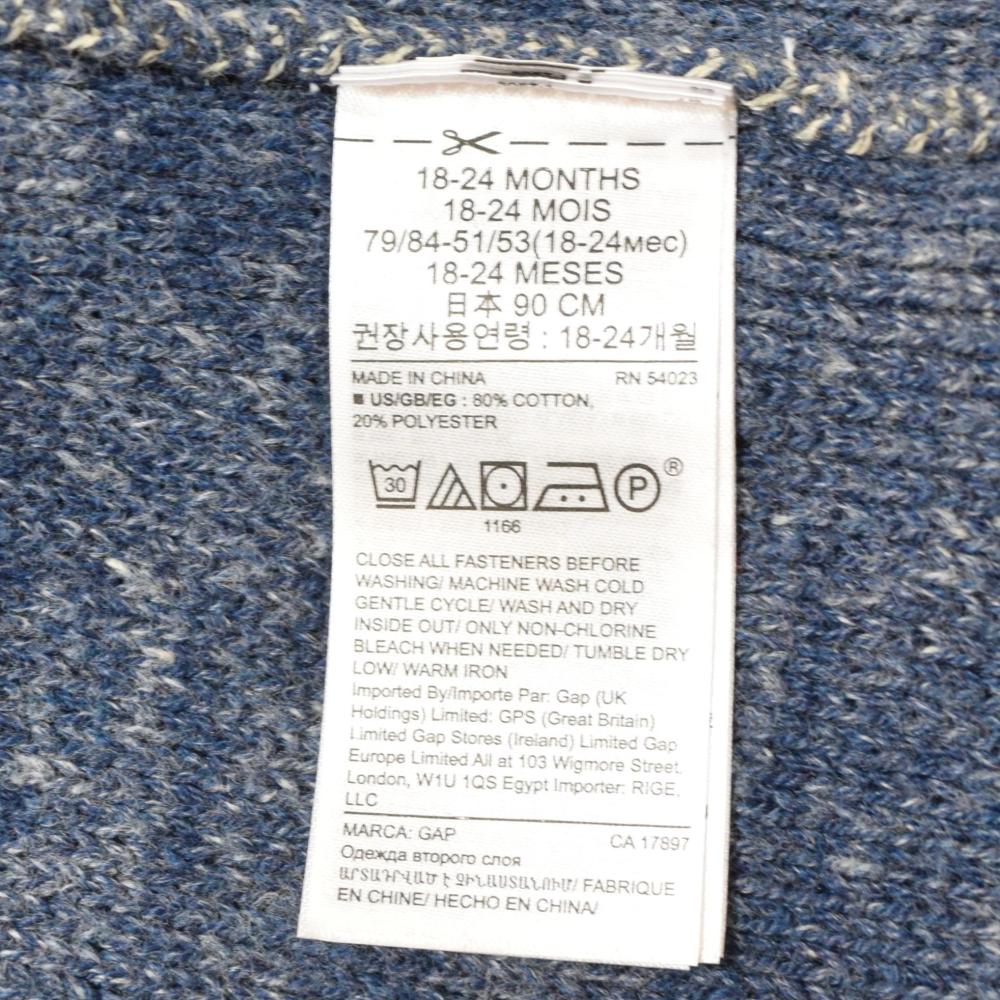 18-24 MONTHS
18-24 MOIS
79/84-51/53(18-24мес)
18-24 MESES
日本 90 CM
권장사용연령 : 18-24개월
MADE IN CHINA RN 54023
■ US/GB/EG : 80% COTTON,
20% POLYESTER
30 P ®
1166
CLOSE ALL FASTENERS BEFORE
WASHING/ MACHINE WASH COLD
GENTLE CYCLE/ WASH AND DRY
INSIDE OUT/ ONLY NON-CHLORINE
BLEACH WHEN NEEDED/ TUMBLE DRY
LOW/ WARM IRON
Imported By/Importe Par: Gap (UK
Holdings) Limited: GPS (Great Britain)
Limited Gap Stores (Ireland) Limited Gap
Europe Limited All at 103 Wigmore Street,
London, W1U 1QS Egypt Importer: RIGE,
LLC
MARCA: GAP CA 17897
Одежда второго слоя
ԱՐՏԱԴՐՎԱԾ Է ՉԻՆԱՍՏԱՆՈՒՄ/ FABRIQUE
EN CHINE/ HECHO EN CHINA/